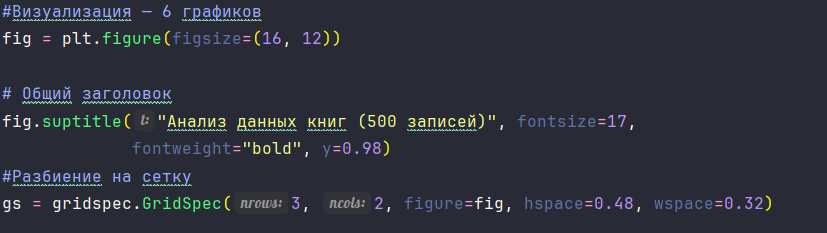 #Визуализация — 6 графиков
fig = plt.figure(figsize=(16, 12))
# Общий заголовок
fig.suptitle( t: "Анализ данных книг (500 записей)", fontsize=17,
fontweight="bold", y=0.98)
#Разбиение на сетку
gs = gridspec.GridSpec( nrows: 3, ncols: 2, figure=fig, hspace=0.48, wspace=0.32)